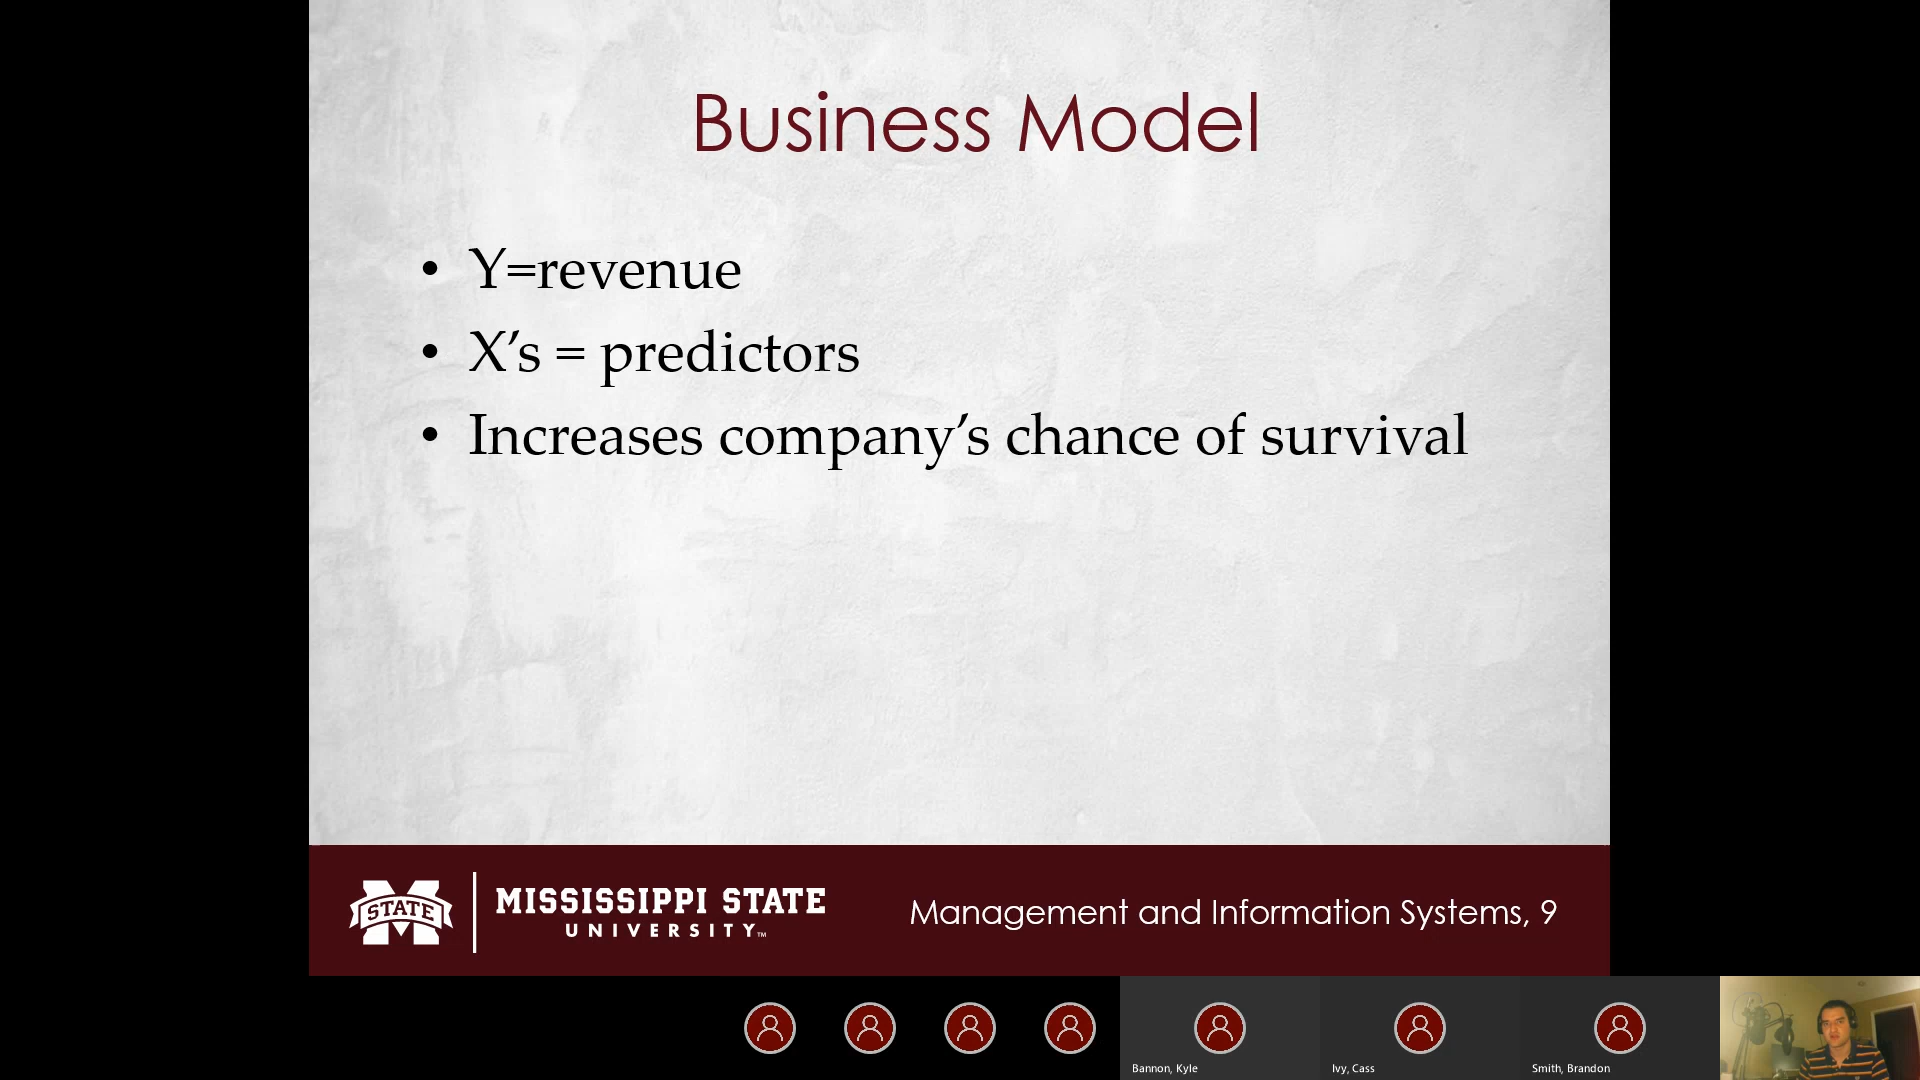 Business Model
• Y=revenue
• X’s = predictors
• Increases company’s chance of survival
STATE
MISSISSIPPI STATE
UNIVERSITY™
Management and Information Systems, 9
Bannon, Kyle
Ivy, Cass
Smith, Brandon